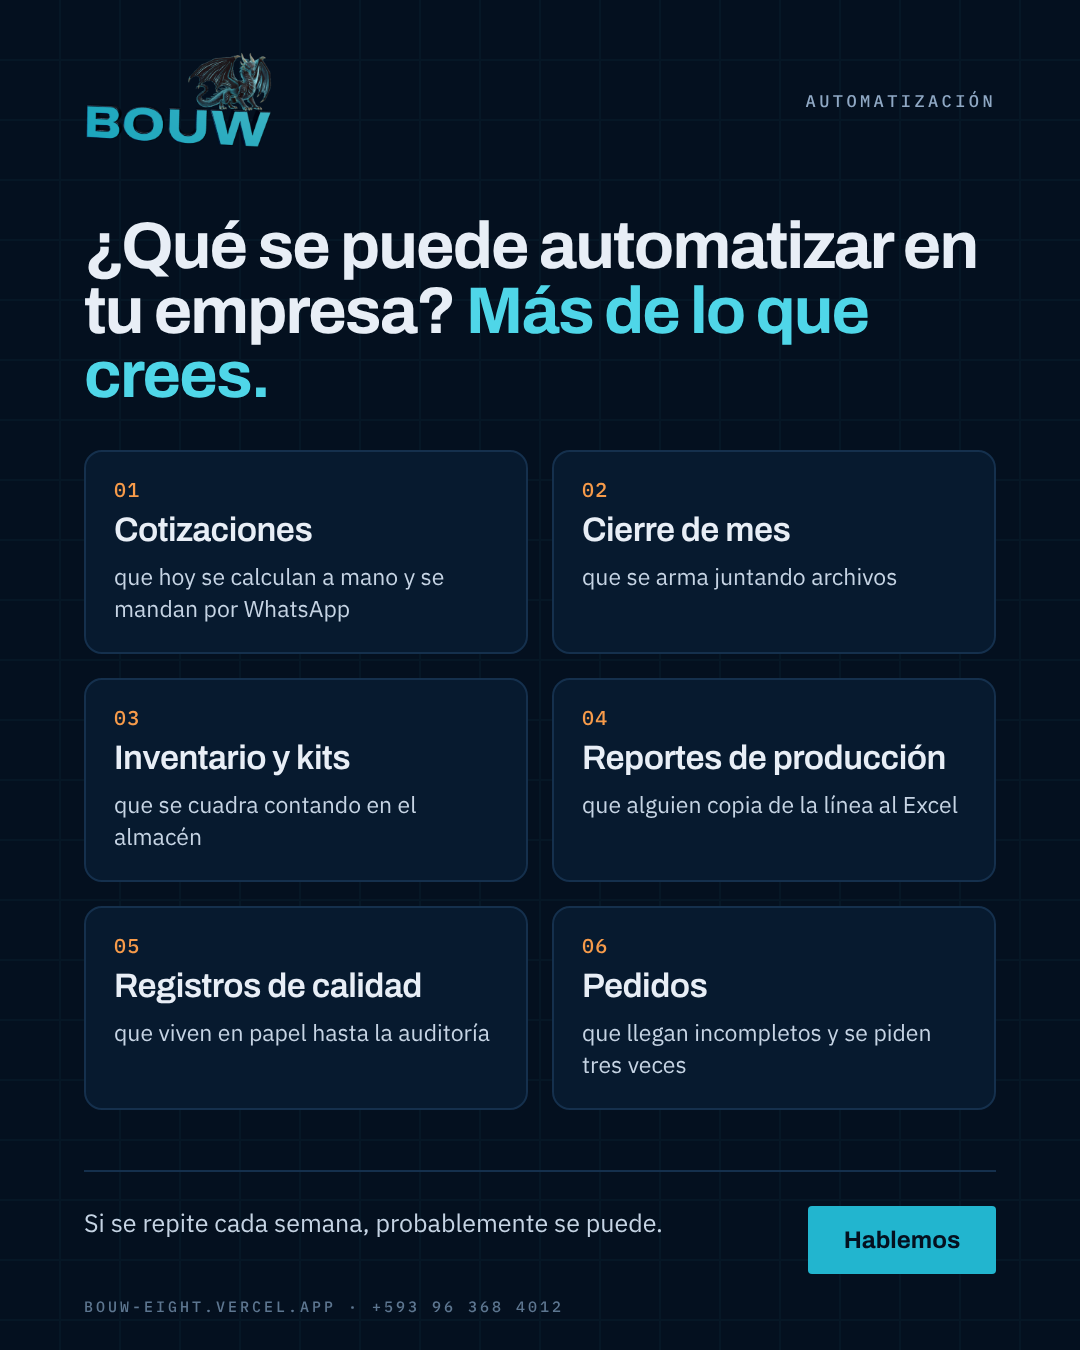 BOUW
AUTOMATIZACIÓN
¿Qué se puede automatizar en
tu empresa? Más de lo que
crees.
01
Cotizaciones
que hoy se calculan a mano y se
mandan por WhatsApp
02
Cierre de mes
que se arma juntando archivos
03
Inventario y kits
que se cuadra contando en el
almacén
04
Reportes de producción
que alguien copia de la línea al Excel
05
Registros de calidad
que viven en papel hasta la auditoría
06
Pedidos
que llegan incompletos y se piden
tres veces
Si se repite cada semana, probablemente se puede.
Hablemos
BOUW-EIGHT.VERCEL.APP · +593 96 368 4012